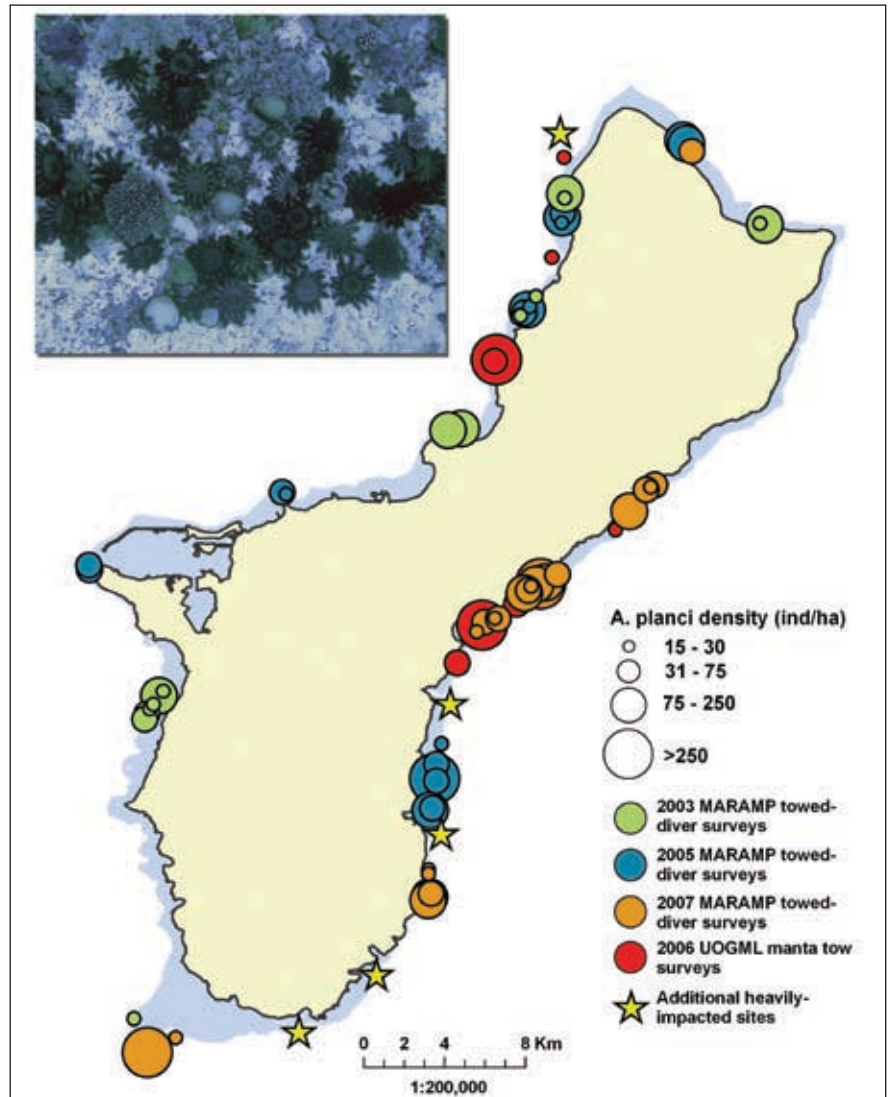 A. planci density (ind/ha)
15 - 30
31 - 75
75 - 250
>250
2003 MARAMP towed-
diver surveys
2005 MARAMP towed-
diver surveys
2007 MARAMP towed-
diver surveys
2006 UOGML manta tow
surveys
Additional heavily-
impacted sites
0 2 4 8 Km
1:200,000